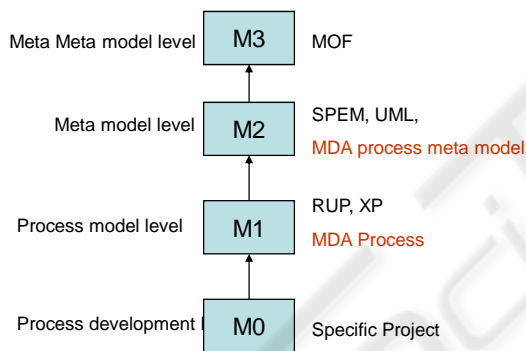 Meta Meta model level M3 MOF
Meta model level M2 SPEM, UML,
MDA process meta model
Process model level M1 RUP, XP
MDA Process
Process development M0 Specific Project